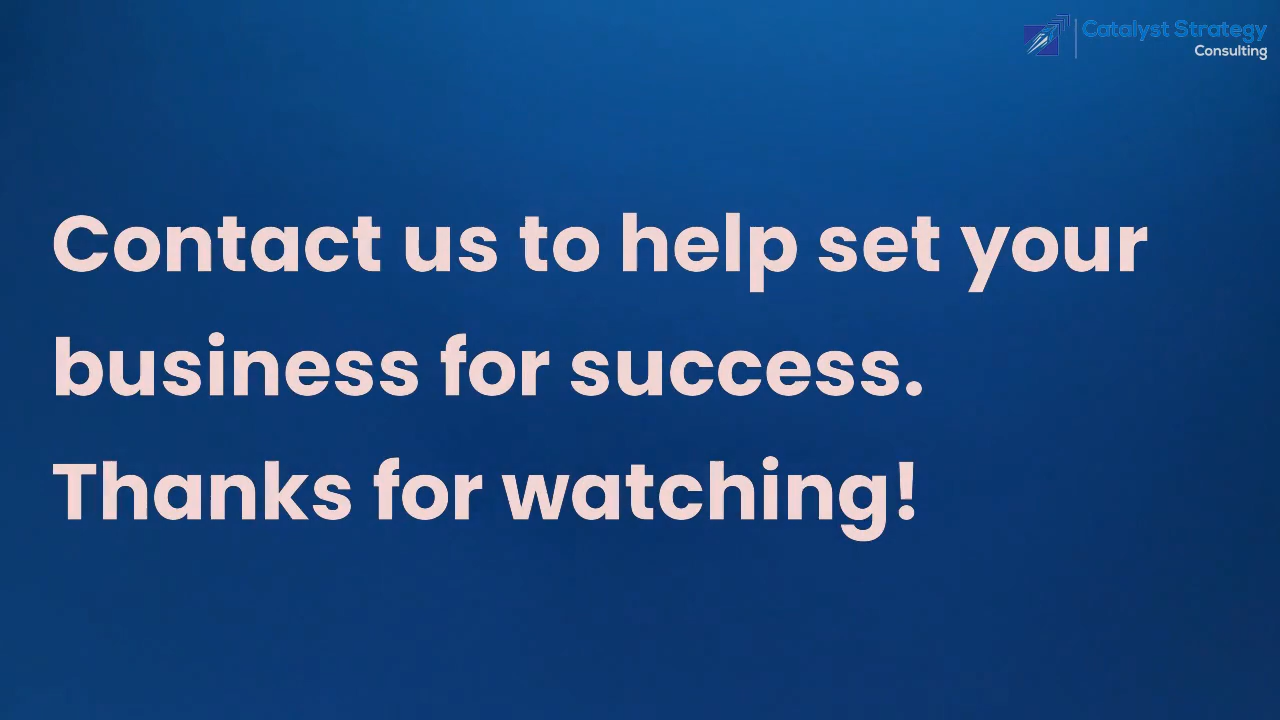 Catalyst Strategy
Consulting
Contact us to help set your
business for success.
Thanks for watching!